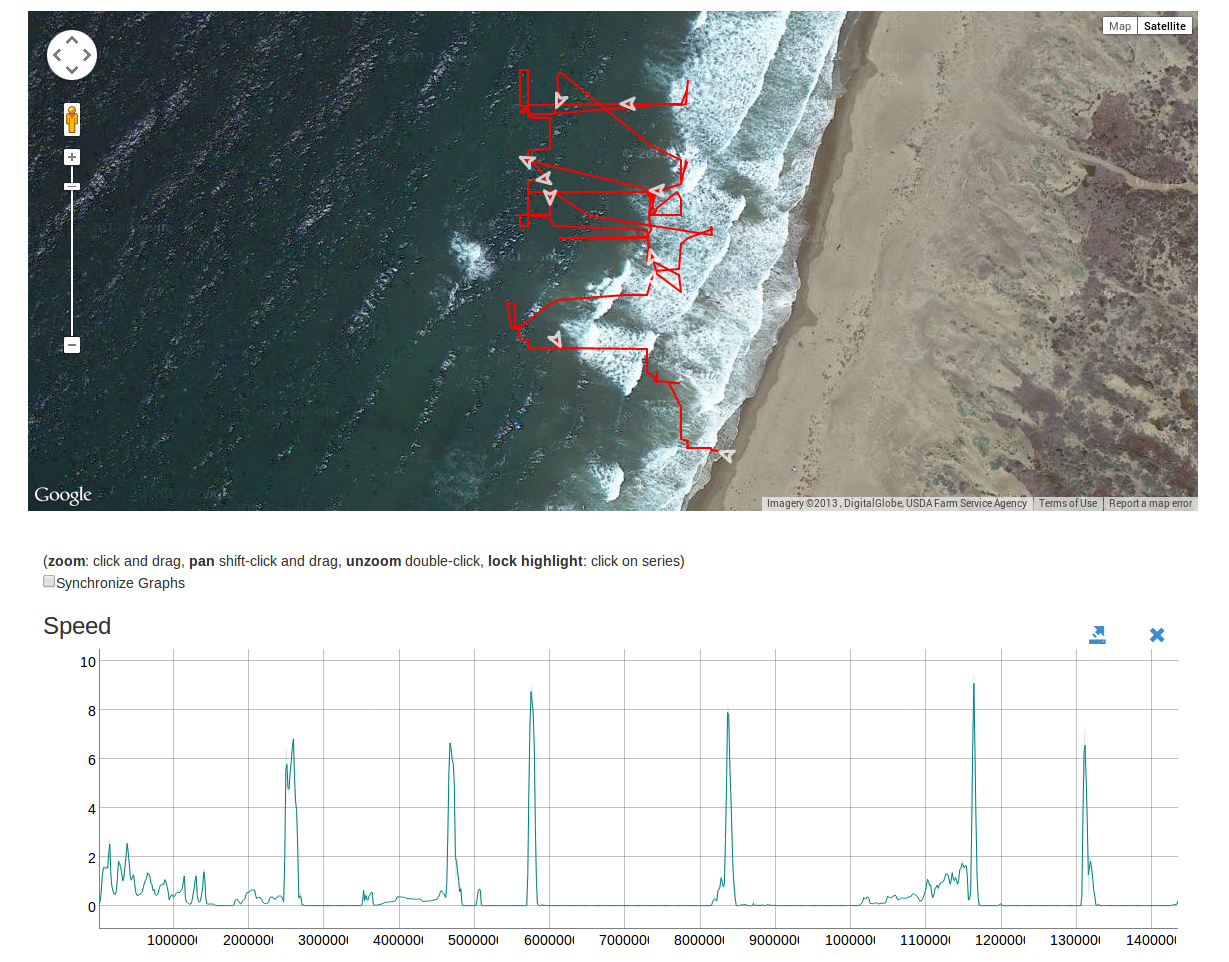 Map Satellite
© 2013
Google
Imagery ©2013 , DigitalGlobe, USDA Farm Service Agency Terms of Use Report a map error
(zoom: click and drag, pan shift-click and drag, unzoom double-click, lock highlight: click on series)
Synchronize Graphs
Speed
10
8
6
4
2
0
100000 200000 300000 400000 500000 600000 700000 800000 900000 1000000 1100000 1200000 1300000 1400000